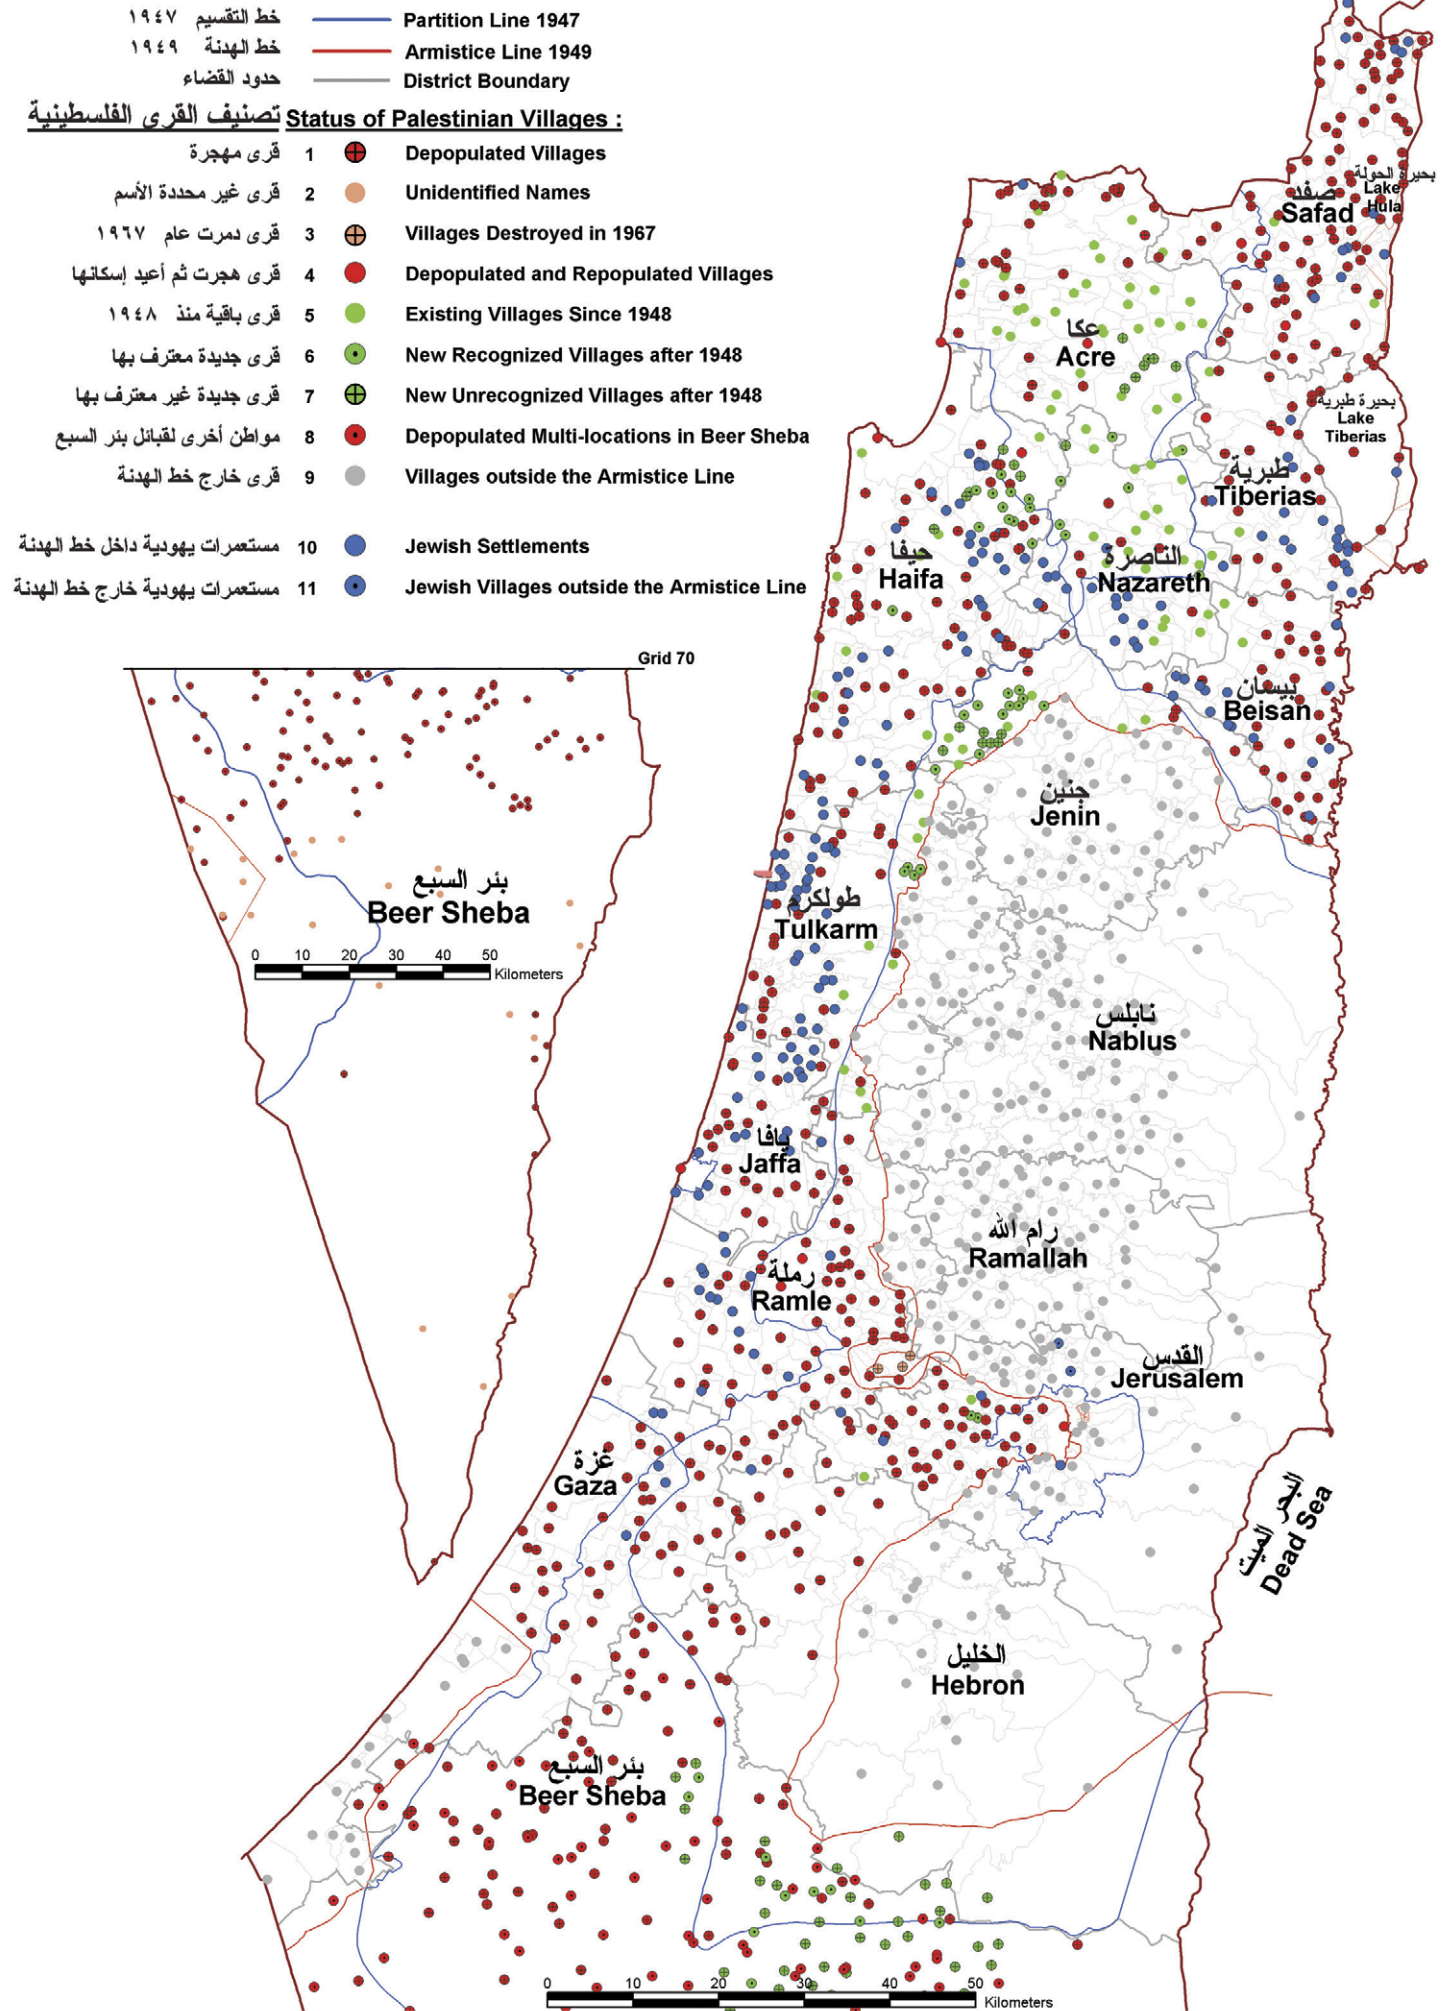 خط التقسيم ١٩٤٧ Partition Line 1947
خط الهدنة ١٩٤٩ Armistice Line 1949
حدود القضاء District Boundary
تصنيف القرى الفلسطينية Status of Palestinian Villages :
قرى مهجرة 1 Depopulated Villages
قرى غير محددة الأسم 2 Unidentified Names
قرى دمرت عام ١٩٦٧ 3 Villages Destroyed in 1967
قرى هجرت ثم أعيد إسكانها 4 Depopulated and Repopulated Villages
قرى باقية منذ ١٩٤٨ 5 Existing Villages Since 1948
قرى جديدة معترف بها 6 New Recognized Villages after 1948
قرى جديدة غير معترف بها 7 New Unrecognized Villages after 1948
مواطن أخرى لقبائل بئر السبع 8 Depopulated Multi-locations in Beer Sheba
قرى خارج خط الهدنة 9 Villages outside the Armistice Line
مستعمرات يهودية داخل خط الهدنة 10 Jewish Settlements
مستعمرات يهودية خارج خط الهدنة 11 Jewish Villages outside the Armistice Line
بحيرة الحولة
Lake
Hula
صفد
Safad
عكا
Acre
بحيرة طبرية
Lake
Tiberias
طبرية
Tiberias
حيفا
Haifa
الناصرة
Nazareth
بيسان
Beisan
Grid 70
جنين
Jenin
بئر السبع
Beer Sheba
0 10 20 30 40 50
Kilometers
طولكرم
Tulkarm
نابلس
Nablus
يافا
Jaffa
رام الله
Ramallah
رملة
Ramle
القدس
Jerusalem
غزة
Gaza
البحر الميت
Dead Sea
الخليل
Hebron
بئر السبع
Beer Sheba
0 10 20 30 40 50
Kilometers